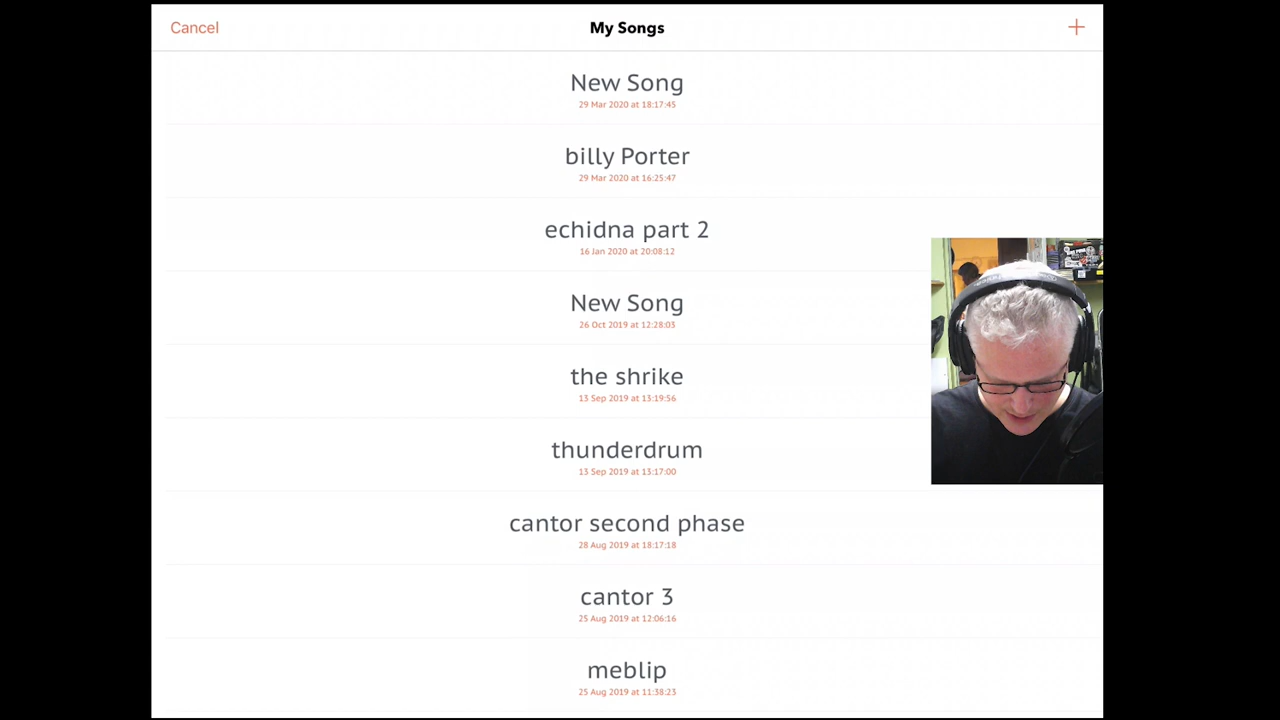 Cancel
My Songs
New Song
29 Mar 2020 at 18:17:45
billy Porter
29 Mar 2020 at 16:25:47
echidna part 2
16 Jan 2020 at 20:08:12
New Song
26 Oct 2019 at 12:28:03
the shrike
13 Sep 2019 at 13:19:56
thunderdrum
13 Sep 2019 at 13:17:00
cantor second phase
28 Aug 2019 at 18:17:18
cantor 3
25 Aug 2019 at 12:06:16
meblip
25 Aug 2019 at 11:38:23